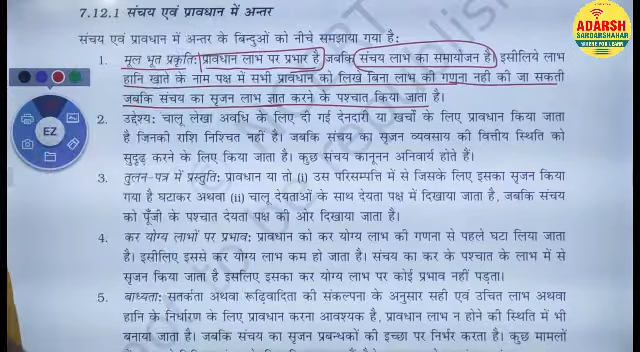 7.12.1 संचय एवं प्रावधान में अन्तर
संचय एवं प्रावधान में अन्तर के बिन्दुओं को नीचे समझाया गया है:
1. मूल भूत प्रकृति: प्रावधान लाभ पर प्रभार है जबकि संचय लाभ का समायोजन है। इसीलिये लाभ
हानि खाते के नाम पक्ष में सभी प्रावधान को लिखे बिना लाभ की गणना नही की जा सकती
जबकि संचय का सृजन लाभ ज्ञात करने के पश्चात किया जाता है।
2. उद्देश्य: चालू लेखा अवधि के लिए दी गई देनदारी या खर्चो के लिए प्रावधान किया जाता
है जिनकी राशि निश्चित नहीं है। जबकि संचय का सृजन व्यवसाय की वित्तीय स्थिति को
सुदृढ़ करने के लिए किया जाता है। कुछ संचय कानूनन अनिवार्य होते हैं।
3. तुलन-पत्र में प्रस्तुति: प्रावधान या तो (i) उस परिसम्पत्ति में से जिसके लिए इसका सृजन किया
गया है घटाकर अथवा (ii) चालू देयताओं के साथ देयता पक्ष में दिखाया जाता है, जबकि संचय
को पूँजी के पश्चात देयता पक्ष की ओर दिखाया जाता है।
4. कर योग्य लाभों पर प्रभाव: प्रावधान को कर योग्य लाभ की गणना से पहले घटा लिया जाता
है। इसीलिए इससे कर योग्य लाभ कम हो जाता है। संचय का कर के पश्चात के लाभ में से
सृजन किया जाता है इसलिए इसका कर योग्य लाभ पर कोई प्रभाव नहीं पड़ता।
5. बाध्यता: सतर्कता अथवा रूढ़िवादिता की संकल्पना के अनुसार सही एवं उचित लाभ अथवा
हानि के निर्धारण के लिए प्रावधान करना आवश्यक है, प्रावधान लाभ न होने की स्थिति में भी
बनाया जाता है। जबकि संचय का सृजन प्रबन्धकों की इच्छा पर निर्भर करता है। कुछ मामलों
EZ
ADARSH
SARDARSHAHAR
WHERE YOU LEARN